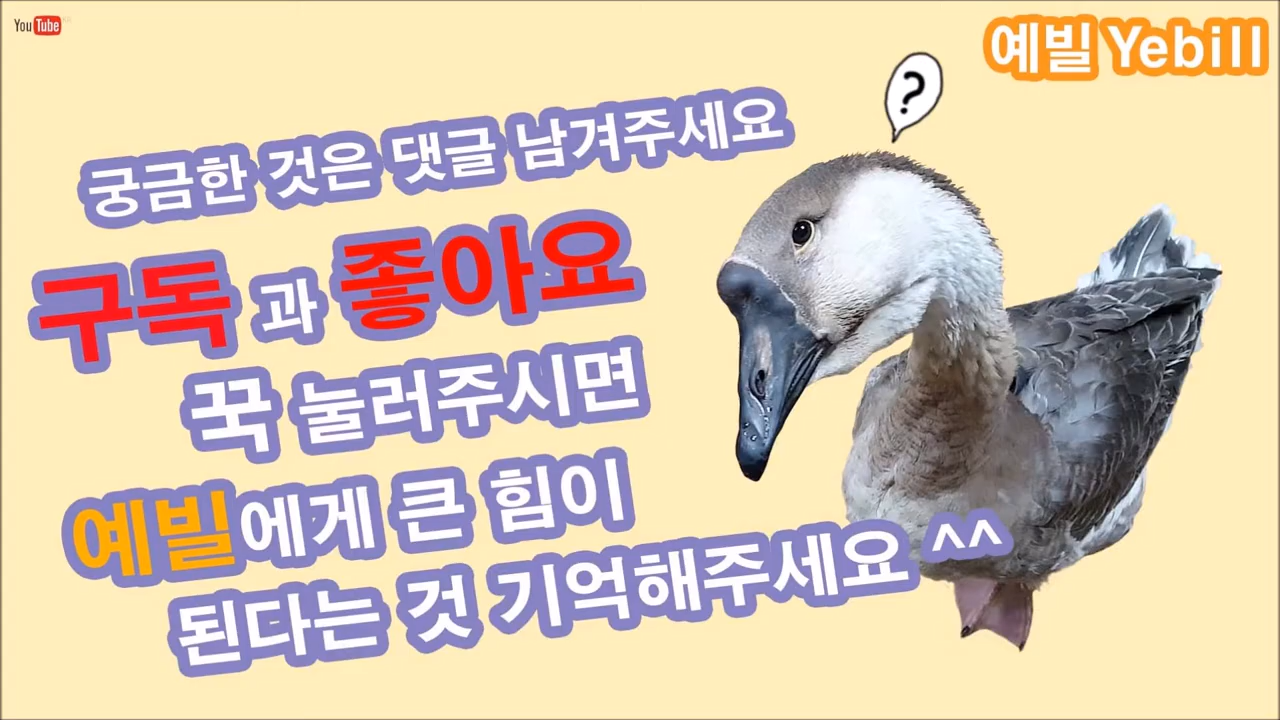 You Tube
예빌 Yebill
?
궁금한 것은 댓글 남겨주세요
구독 과 좋아요
꾹 눌러주시면
예빌에게 큰 힘이
된다는 것 기억해주세요 ^^